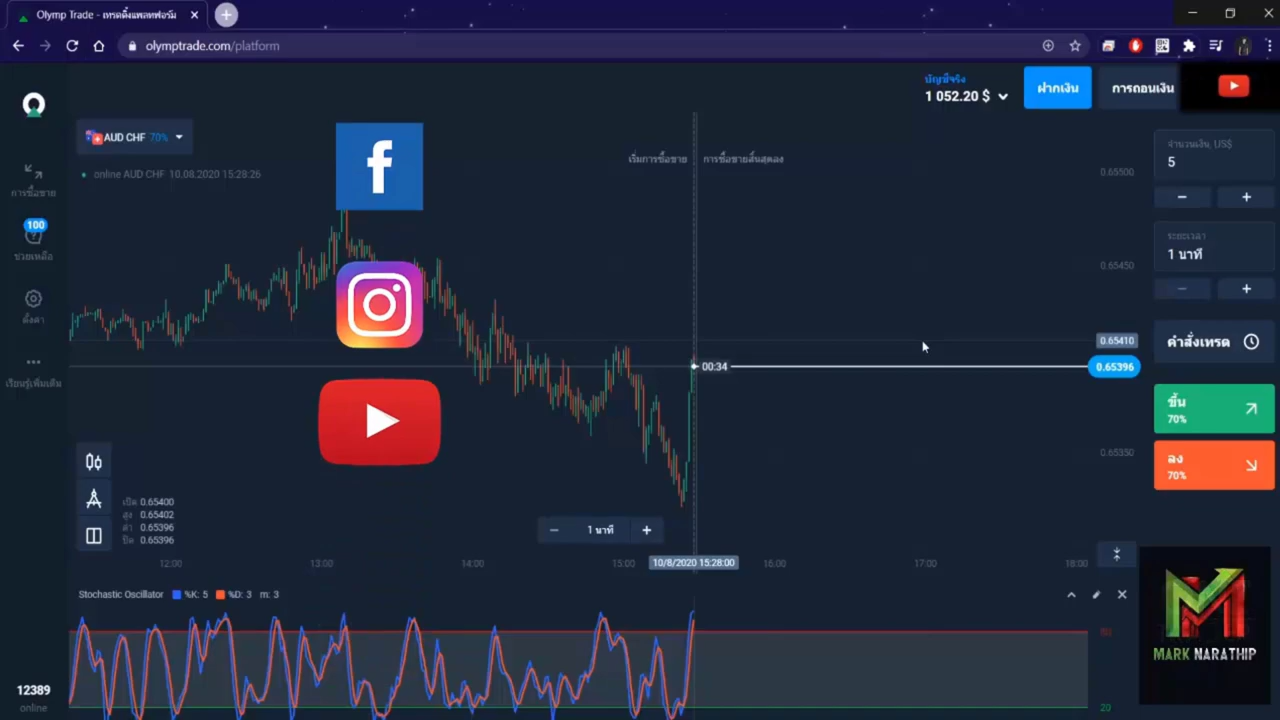 Olymp Trade - เทรดดิ้งแพลทฟอร์ม
olymptrade.com/platform
บัญชีจริง
1 052.20 $
ฝากเงิน
การถอนเงิน
AUD CHF 70%
online AUD CHF 10.08.2020 15:28:26
เริ่มการซื้อขาย
การซื้อขายสิ้นสุดลง
การซื้อขาย
100
ช่วยเหลือ
ตั้งค่า
เรียนรู้เพิ่มเติม
0.65500
0.65450
0.65410
0.65396
0.65350
00:34
จำนวนเงิน, US$
5
ระยะเวลา
1 นาที
คำสั่งเทรด
ขึ้น
70%
ลง
70%
เปิด 0.65400
สูง 0.65402
ต่ำ 0.65396
ปิด 0.65396
1 นาที
12:00
13:00
14:00
15:00
10/8/2020 15:28:00
16:00
17:00
18:00
Stochastic Oscillator %K: 5 %D: 3 m: 3
80
20
12389
online
MARK NARATHIP